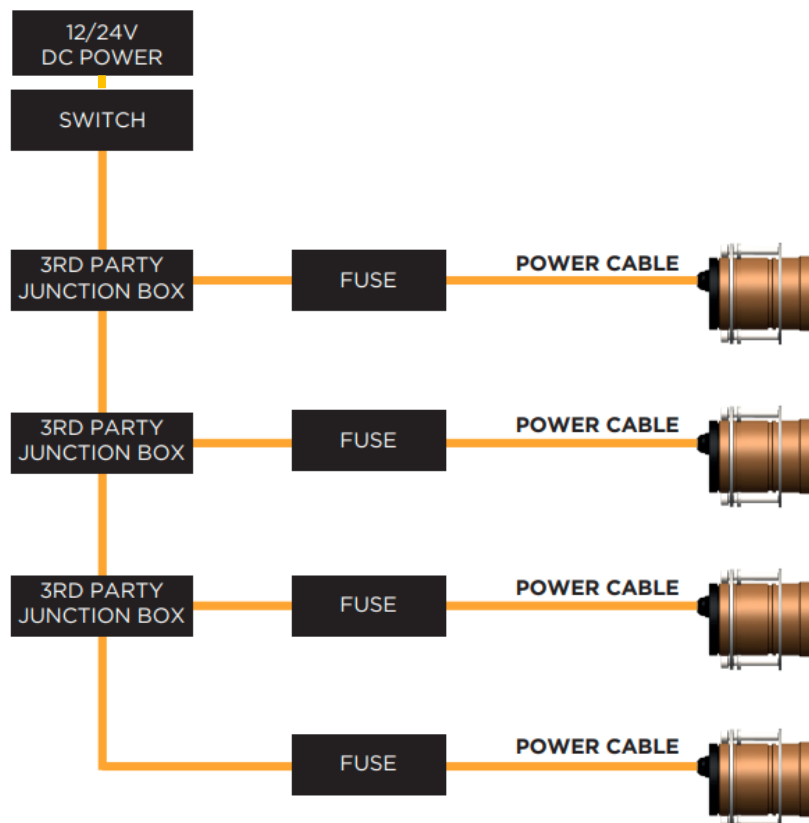 12/24V
DC POWER
SWITCH
3RD PARTY
JUNCTION BOX
FUSE
POWER CABLE
3RD PARTY
JUNCTION BOX
FUSE
POWER CABLE
3RD PARTY
JUNCTION BOX
FUSE
POWER CABLE
FUSE
POWER CABLE